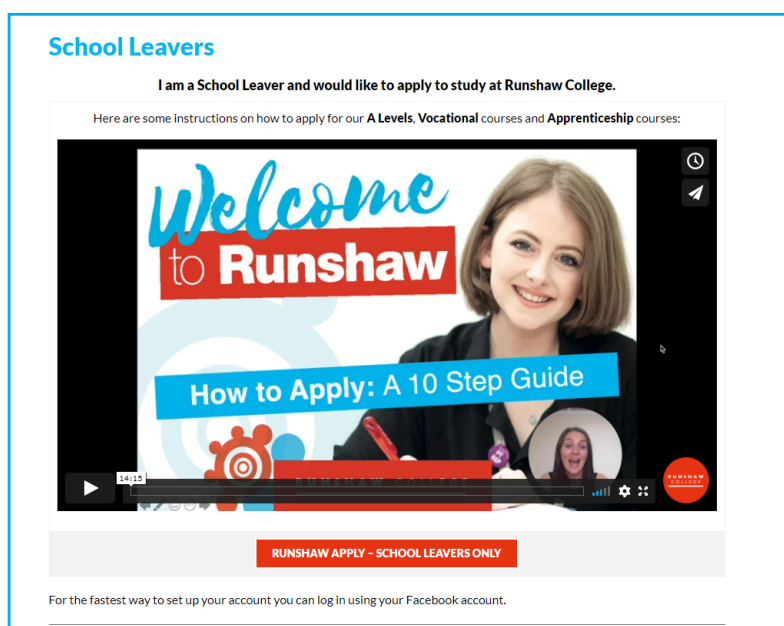 School Leavers
I am a School Leaver and would like to apply to study at Runshaw College.
Here are some instructions on how to apply for our A Levels, Vocational courses and Apprenticeship courses:
Welcome
to Runshaw
How to Apply: A 10 Step Guide
14:15
RUNSHAW
COLLEGE
RUNSHAW APPLY – SCHOOL LEAVERS ONLY
For the fastest way to set up your account you can log in using your Facebook account.